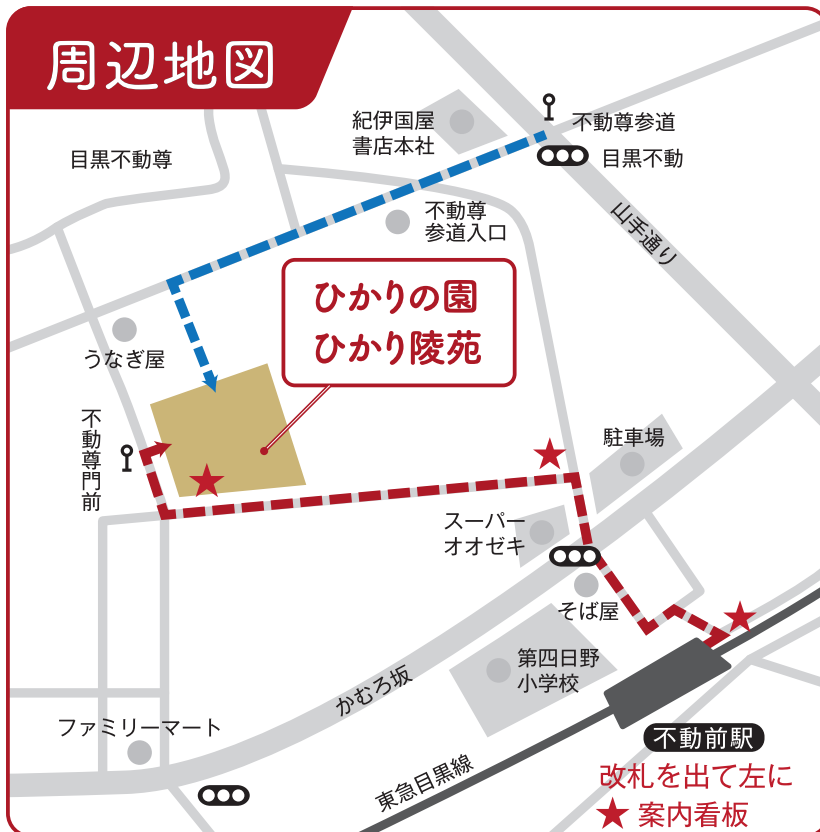 周辺地図
紀伊国屋
書店本社
不動尊参道
目黒不動
目黒不動尊
不動尊
参道入口
山手通り
ひかりの園
ひかり陵苑
うなぎ屋
不動尊門前
駐車場
スーパー
オオゼキ
そば屋
第四日野
小学校
かむろ坂
ファミリーマート
東急目黒線
不動前駅
改札を出て左に
★ 案内看板